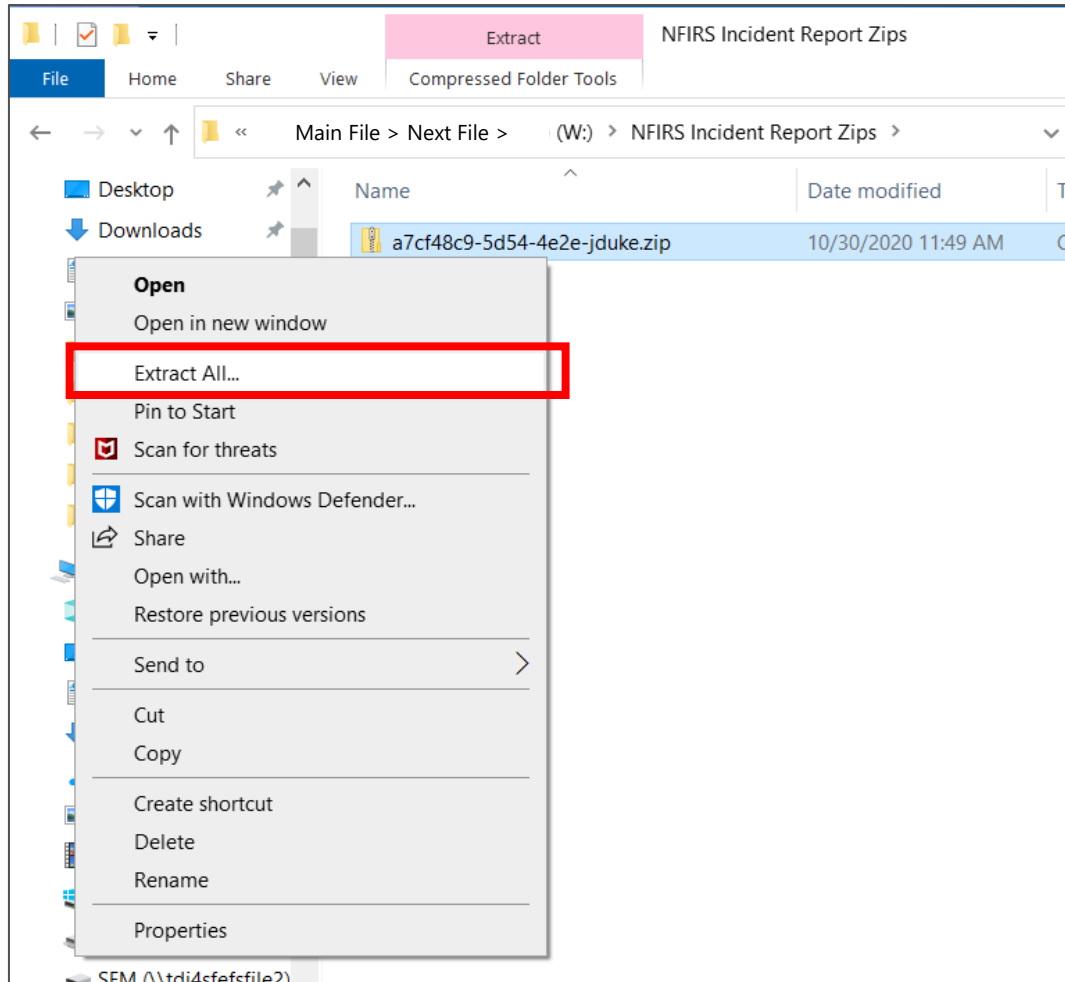 Extract
NFIRS Incident Report Zips
File Home Share View Compressed Folder Tools
« Main File > Next File > (W:) > NFIRS Incident Report Zips >
Desktop
Name Date modified
Downloads
a7cf48c9-5d54-4e2e-jduke.zip 10/30/2020 11:49 AM
Open
Open in new window
Extract All...
Pin to Start
Scan for threats
Scan with Windows Defender...
Share
Open with...
Restore previous versions
Send to
Cut
Copy
Create shortcut
Delete
Rename
Properties
SFM